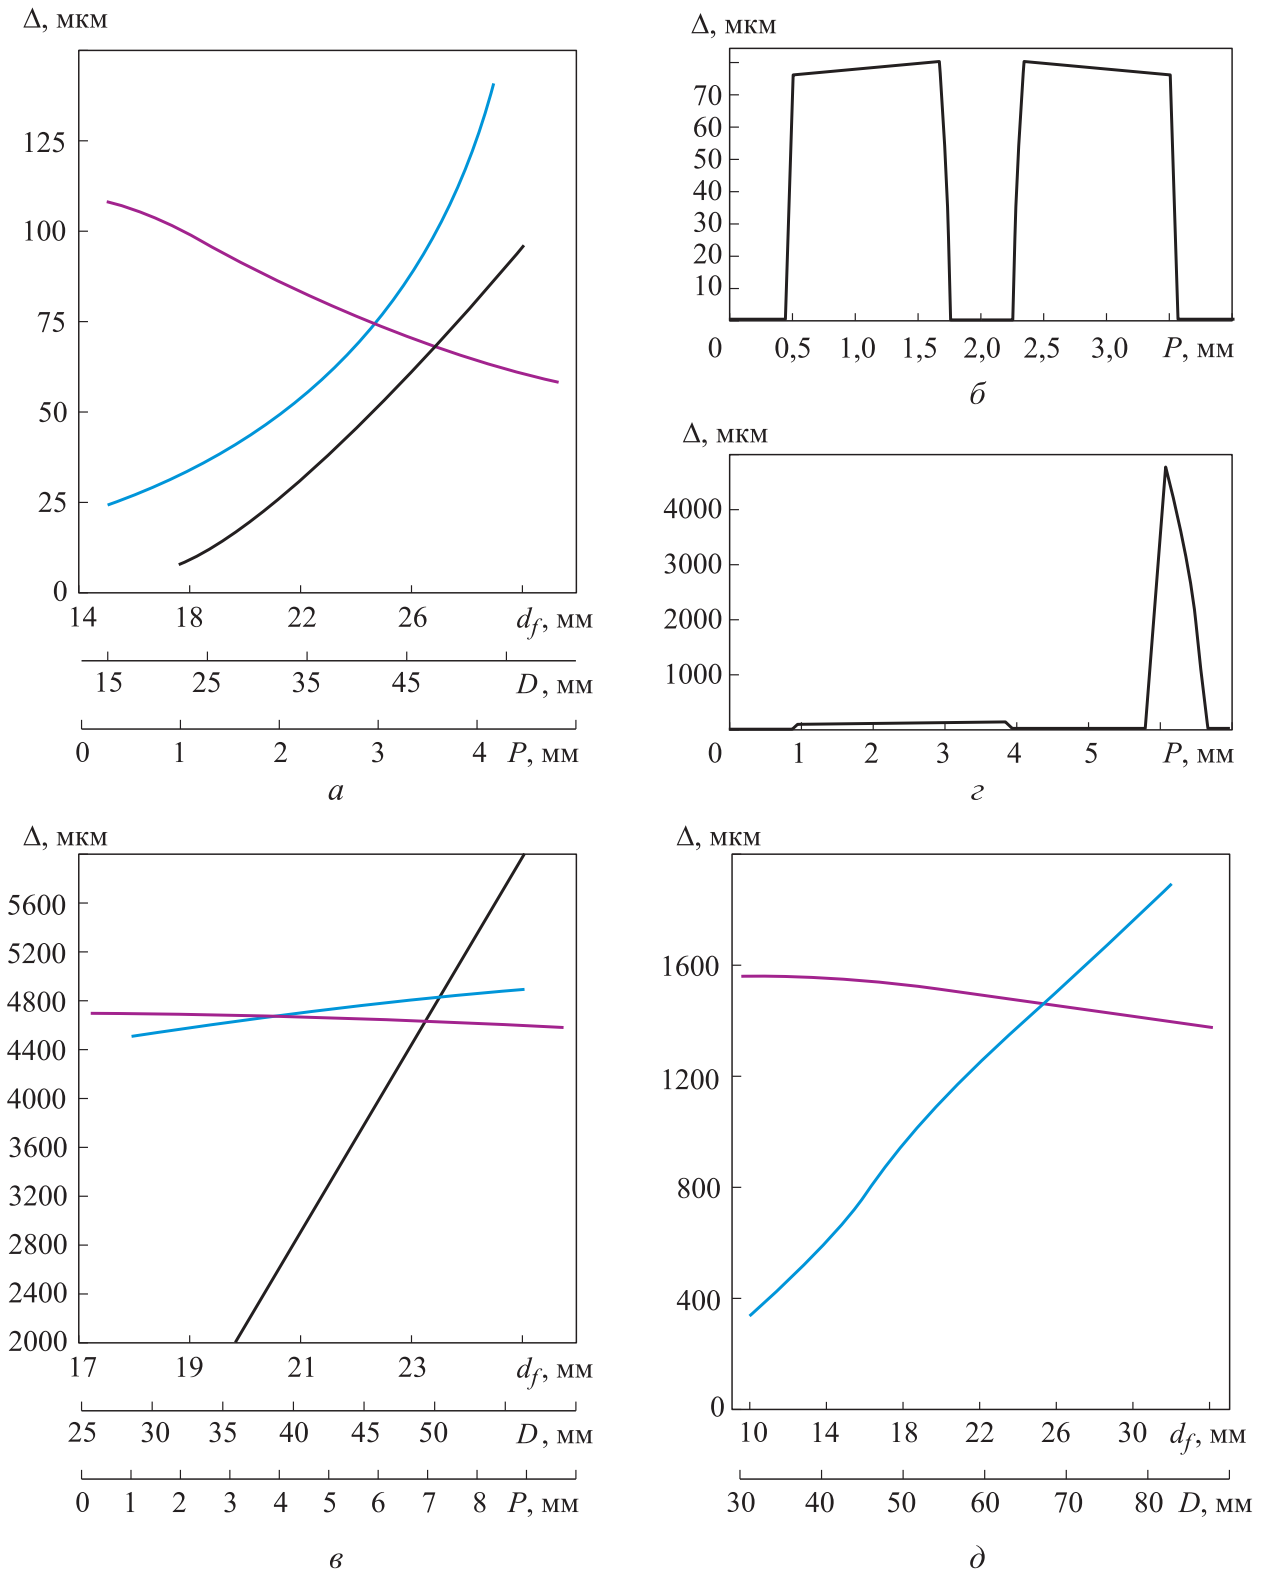 Δ, мкм
125
100
75
50
25
0
14 18 22 26 d_f, мм
15 25 35 45 D, мм
0 1 2 3 4 P, мм
а
Δ, мкм
70
60
50
40
30
20
10
0 0,5 1,0 1,5 2,0 2,5 3,0 P, мм
б
Δ, мкм
4000
3000
2000
1000
0 1 2 3 4 5 P, мм
г
Δ, мкм
5600
5200
4800
4400
4000
3600
3200
2800
2400
2000
17 19 21 23 d_f, мм
25 30 35 40 45 50 D, мм
0 1 2 3 4 5 6 7 8 P, мм
в
Δ, мкм
1600
1200
800
400
0
10 14 18 22 26 30 d_f, мм
30 40 50 60 70 80 D, мм
д